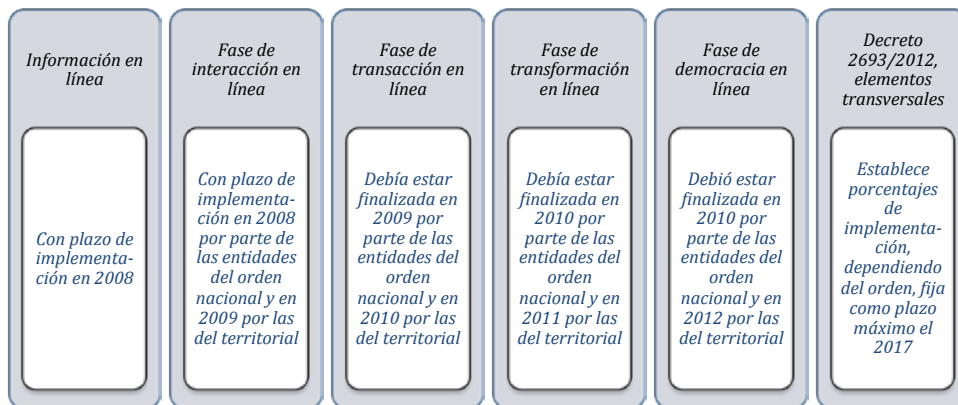 Información en
línea
Con plazo de
implementa-
ción en 2008
Fase de
interacción en
línea
Con plazo de
implementa-
ción en 2008
por parte de
las entidades
del orden
nacional y en
2009 por las
del territorial
Fase de
transacción en
línea
Debía estar
finalizada en
2009 por
parte de las
entidades del
orden
nacional y en
2010 por las
del territorial
Fase de
transformación
en línea
Debía estar
finalizada en
2010 por
parte de las
entidades del
orden
nacional y en
2011 por las
del territorial
Fase de
democracia en
línea
Debió estar
finalizada en
2010 por
parte de las
entidades del
orden
nacional y en
2012 por las
del territorial
Decreto
2693/2012,
elementos
transversales
Establece
porcentajes
de
implementa-
ción,
dependiendo
del orden, fija
como plazo
máximo el
2017